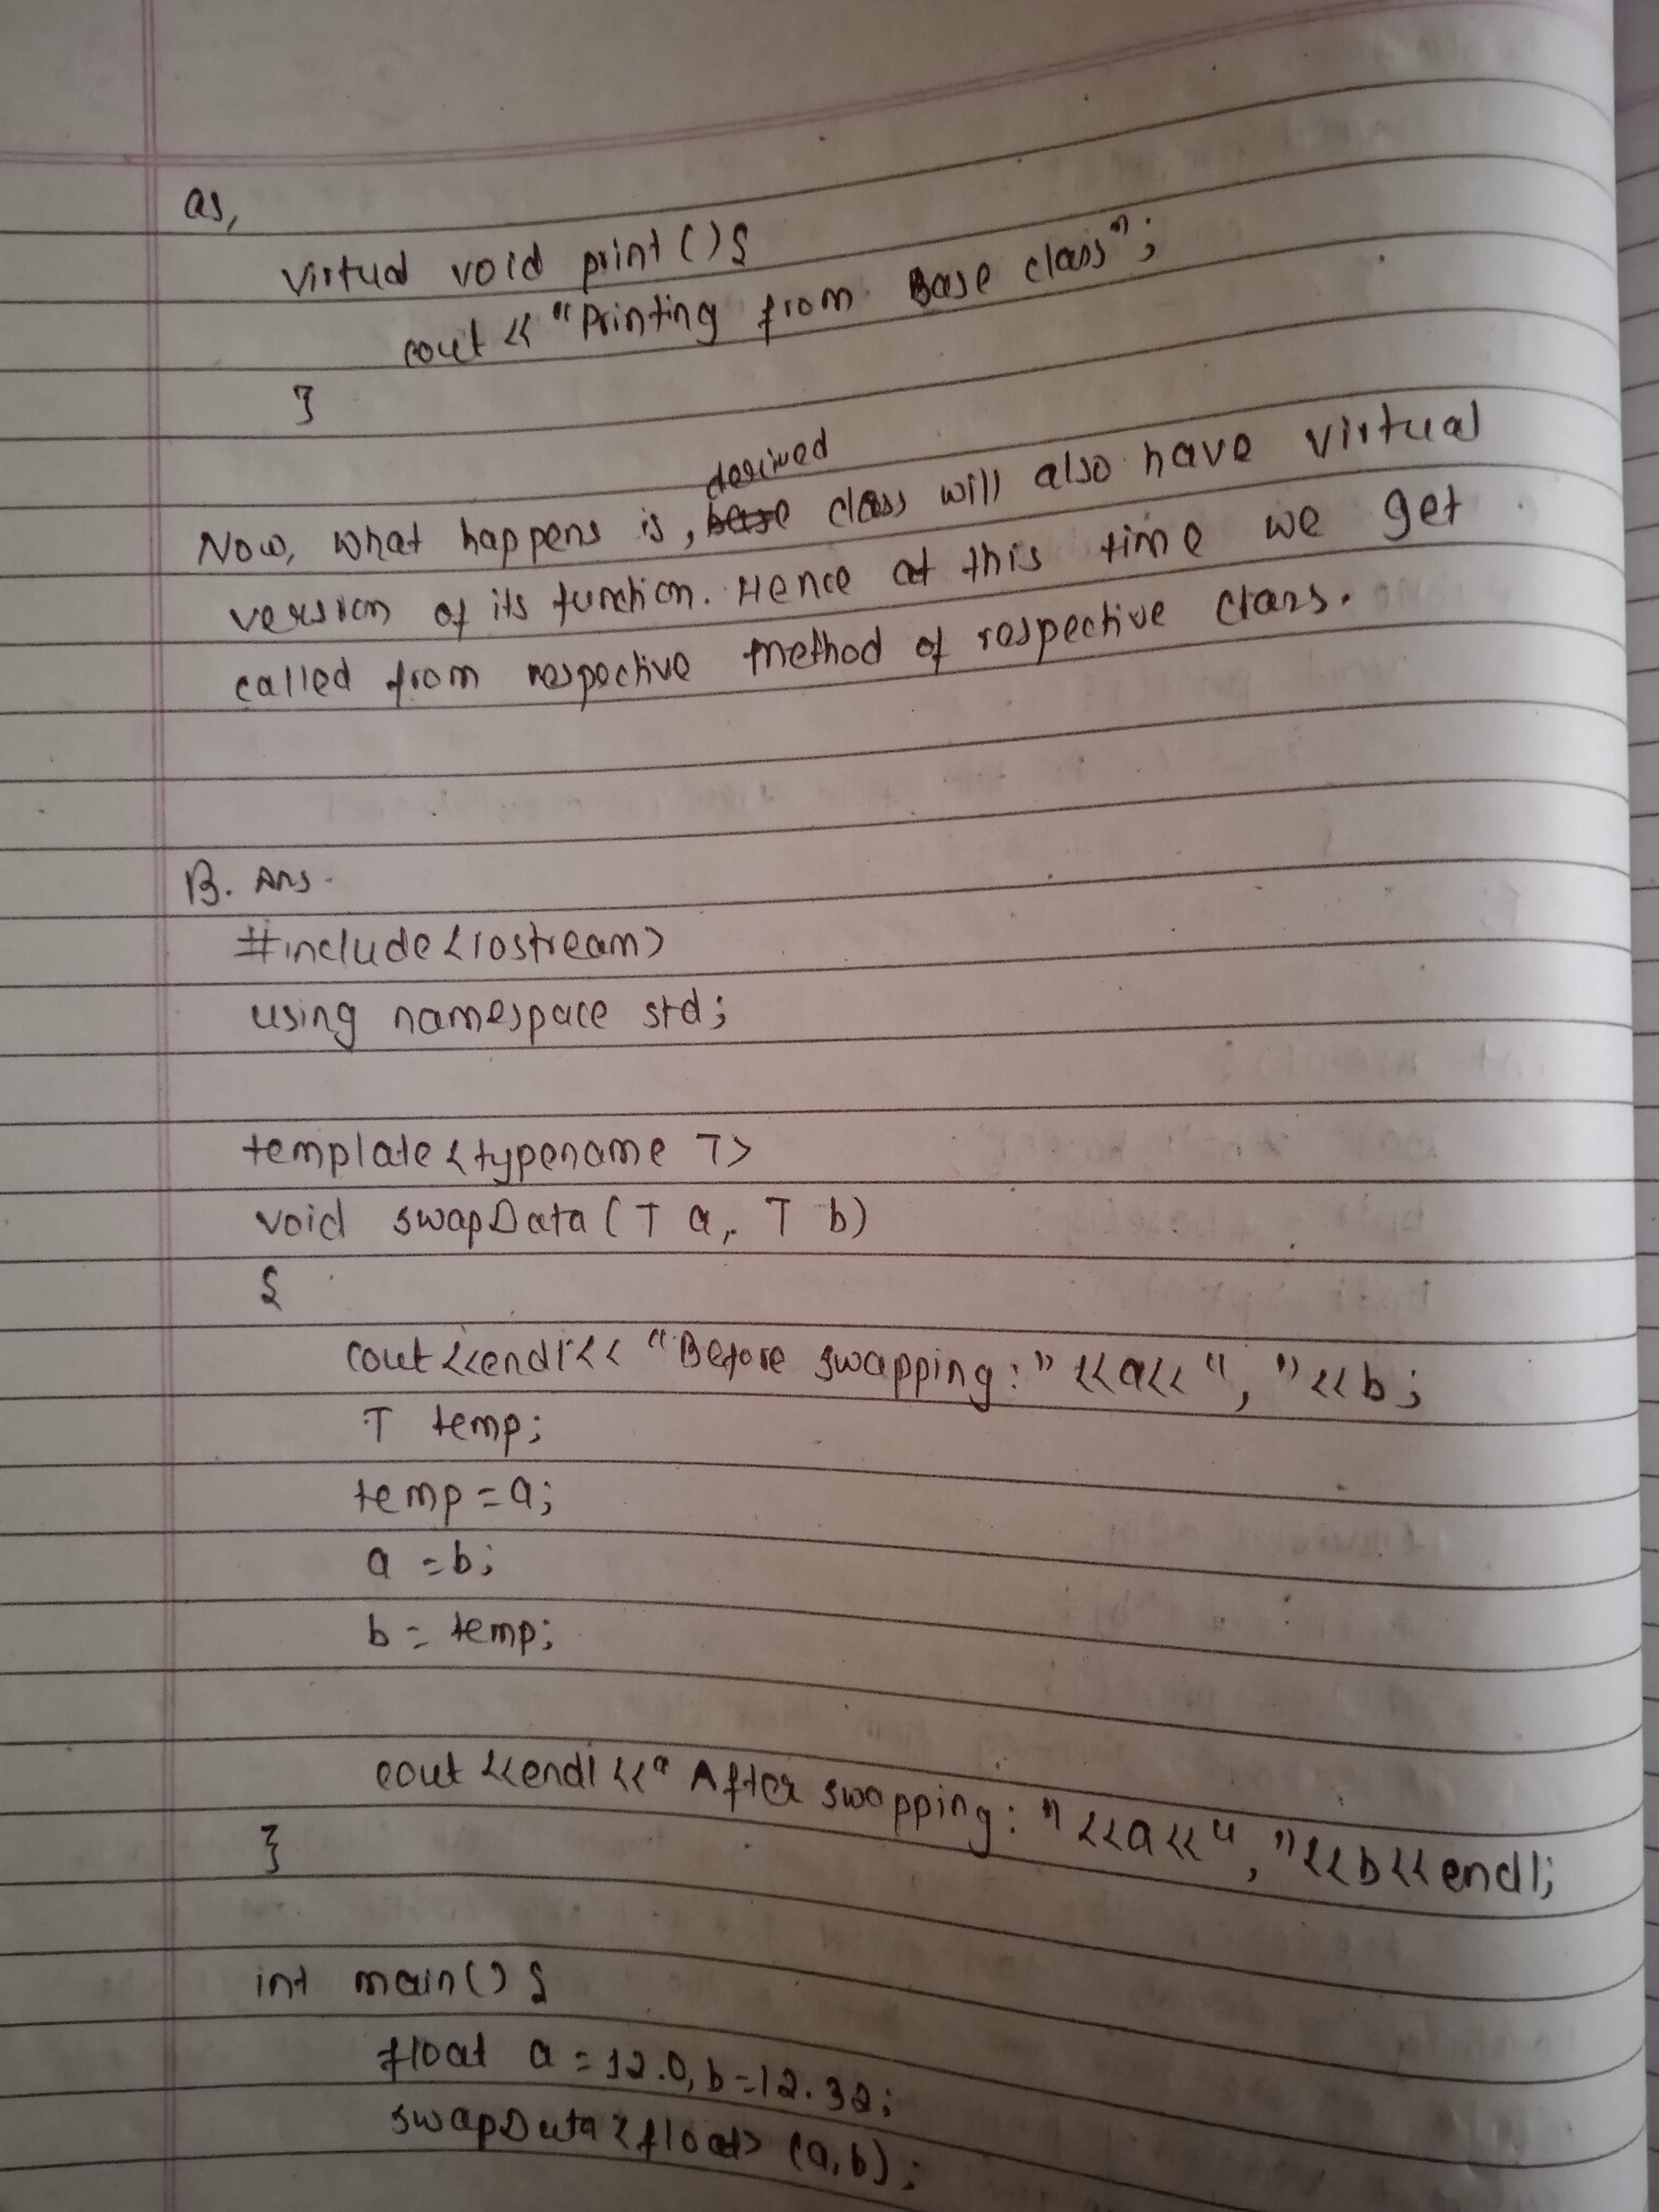 as,
virtual void print(){
cout << "Printing from Base class";
}
derived
Now, what happens is, base class will also have virtual
version of its function. Hence at this time we get
called from respective method of respective class.
B. Ans.
#include<iostream>
using namespace std;
template<typename T>
void swapData(T a, T b)
{
cout<<endl<< "Before swapping:"<<a<<", "<<b;
T temp;
temp=a;
a=b;
b=temp;
cout<<endl<<"After swapping:"<<a<<", "<<b<<endl;
}
int main(){
float a=12.0,b=12.32;
swapData<float>(a,b);